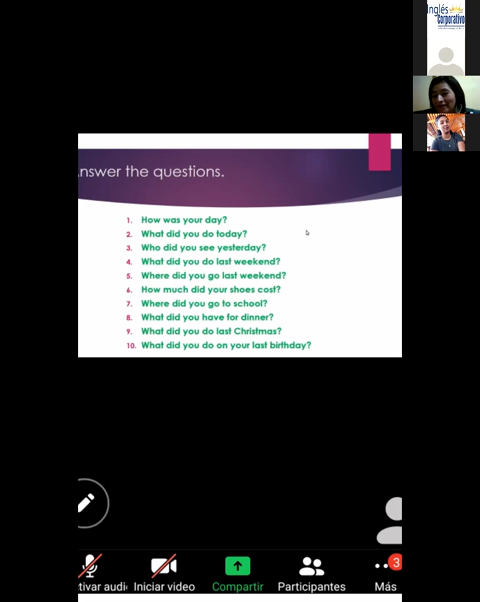 Inglés
Corporativo
nswer the questions.
1. How was your day?
2. What did you do today?
3. Who did you see yesterday?
4. What did you do last weekend?
5. Where did you go last weekend?
6. How much did your shoes cost?
7. Where did you go to school?
8. What did you have for dinner?
9. What did you do last Christmas?
10. What did you do on your last birthday?
3
tivar audi Iniciar video Compartir Participantes Más